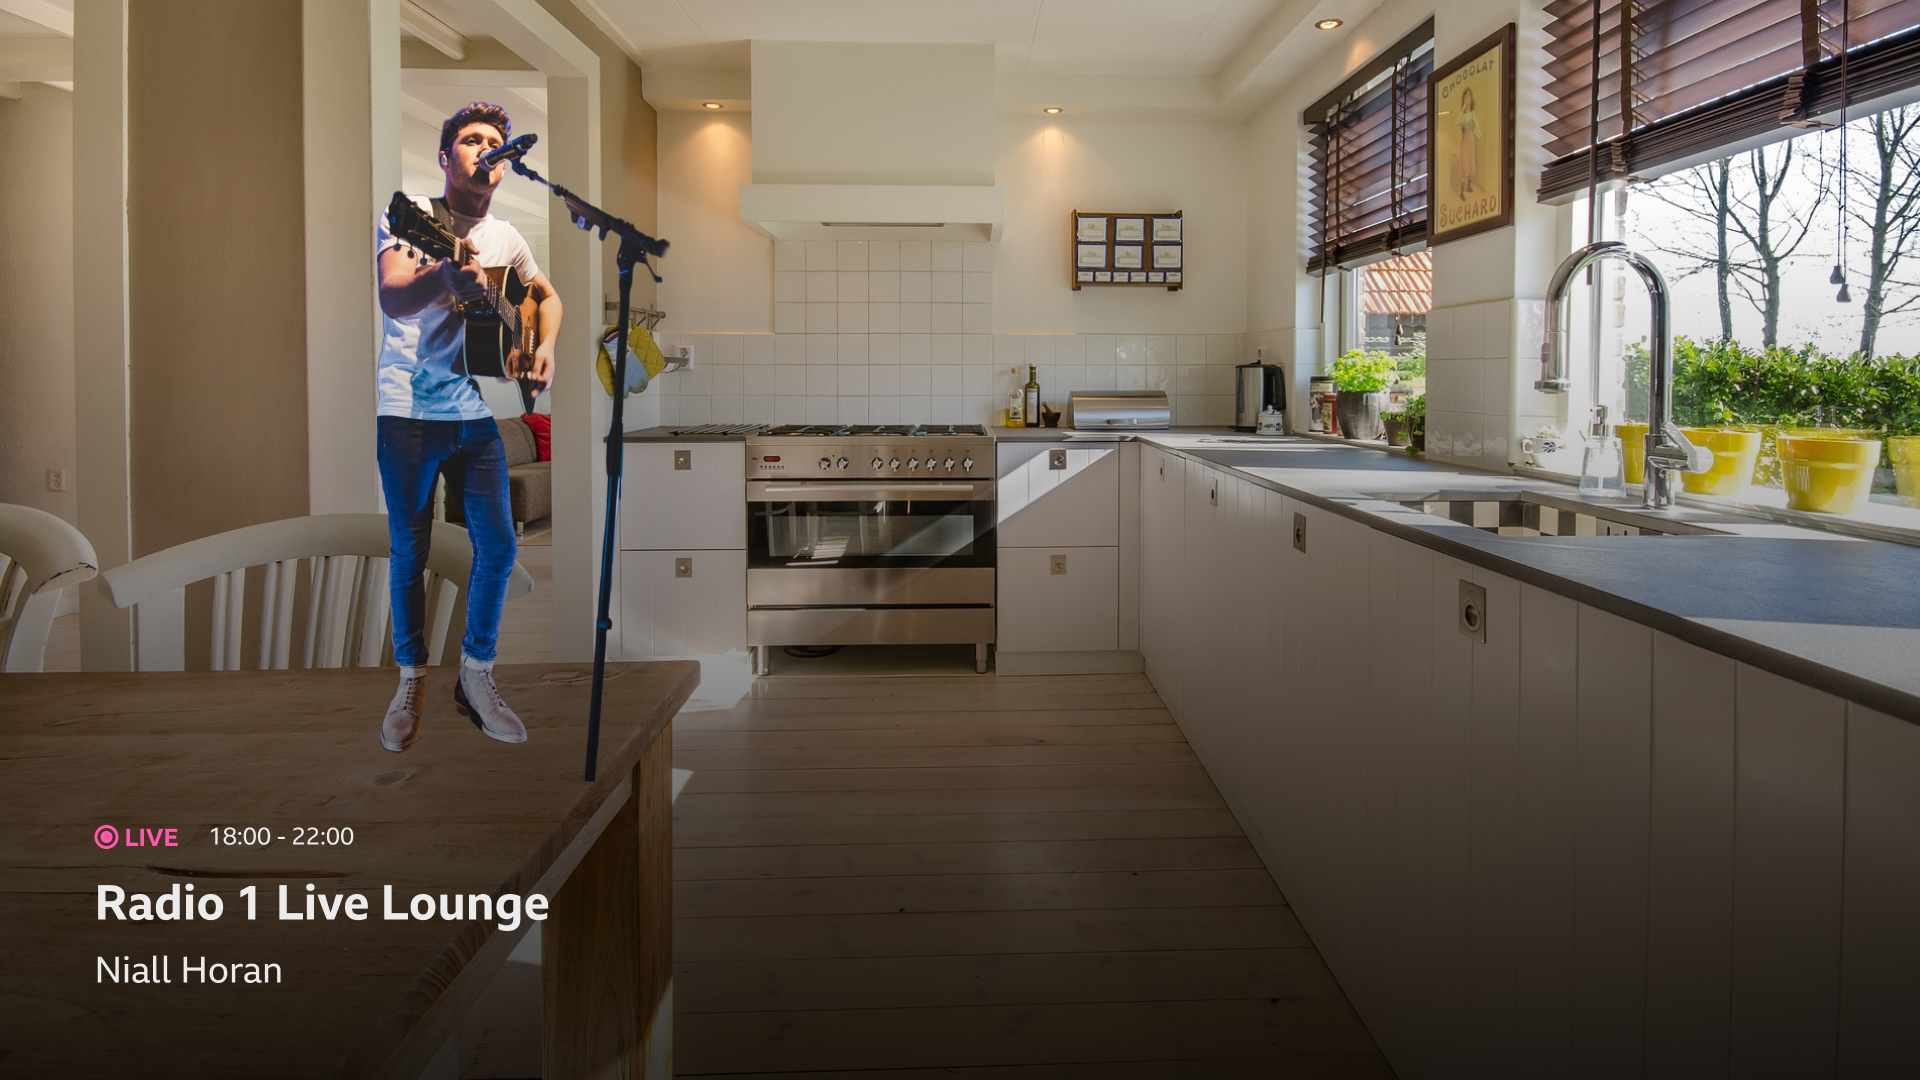 CHOCOLAT
SUCHARD
LIVE 18:00 - 22:00
Radio 1 Live Lounge
Niall Horan